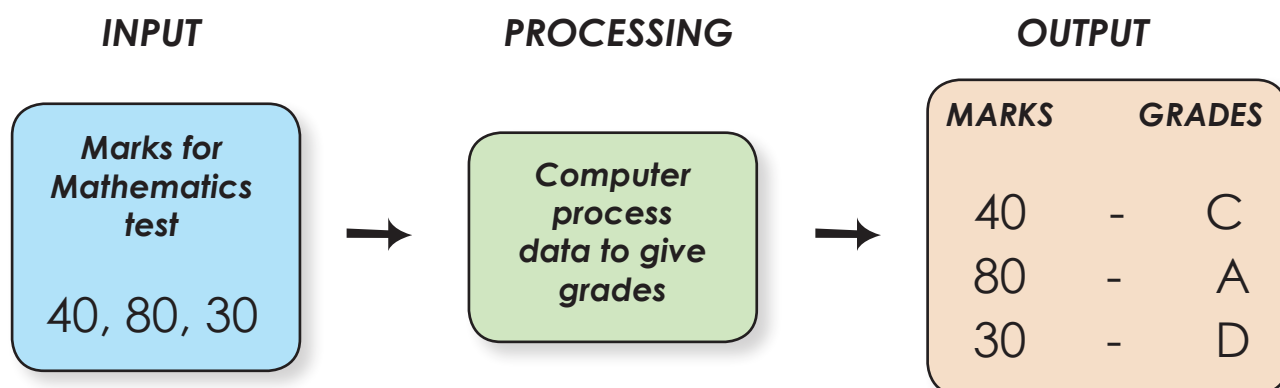 INPUT
PROCESSING
OUTPUT
Marks for
Mathematics
test
40, 80, 30
Computer
process
data to give
grades
MARKS GRADES
40 - C
80 - A
30 - D